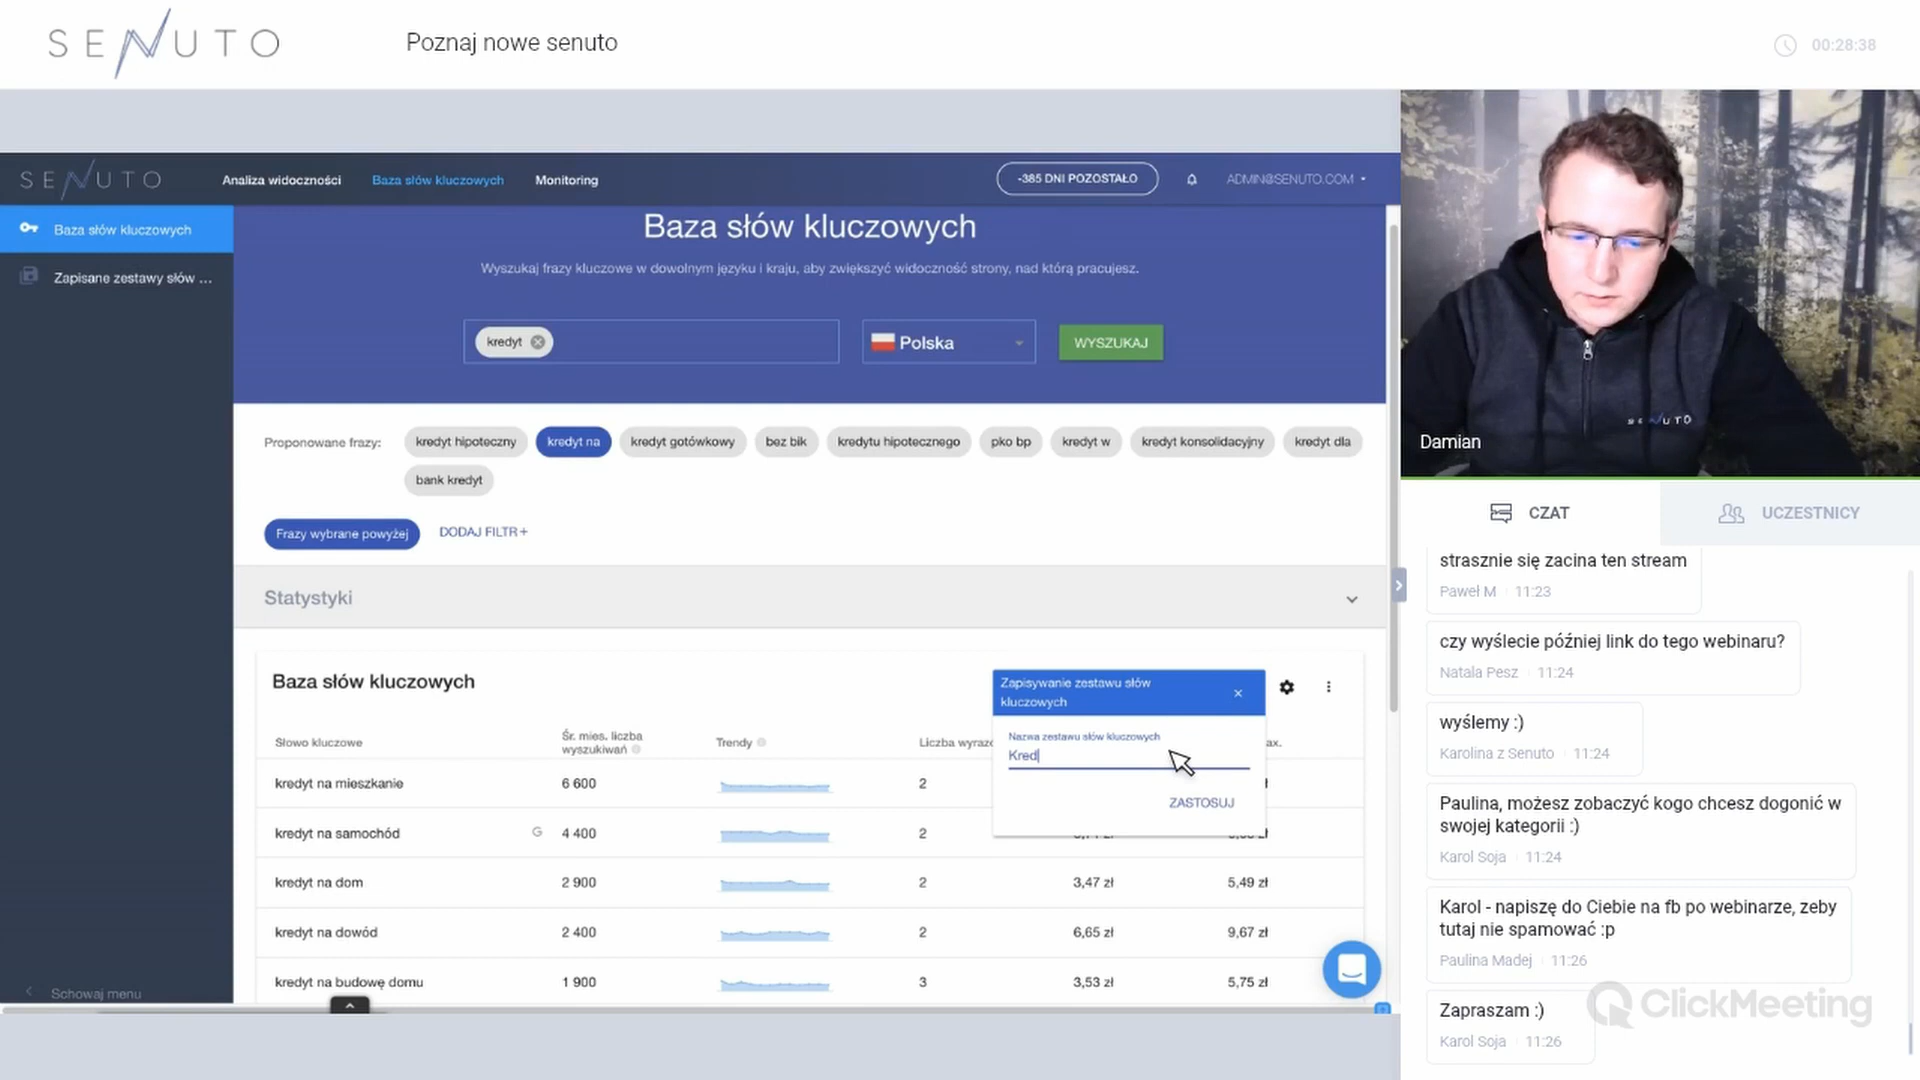 SENUTO
Poznaj nowe senuto
00:28:38
SENUTO
Analiza widoczności
Baza słów kluczowych
Monitoring
-385 DNI POZOSTAŁO
ADMIN@SENUTO.COM
Baza słów kluczowych
Zapisane zestawy słów ...
Baza słów kluczowych
Wyszukaj frazy kluczowe w dowolnym języku i kraju, aby zwiększyć widoczność strony, nad którą pracujesz.
kredyt
Polska
WYSZUKAJ
Proponowane frazy:
kredyt hipoteczny
kredyt na
kredyt gotówkowy
bez bik
kredytu hipotecznego
pko bp
kredyt w
kredyt konsolidacyjny
kredyt dla
bank kredyt
Frazy wybrane powyżej
DODAJ FILTR+
Statystyki
Baza słów kluczowych
Zapisywanie zestawu słów
kluczowych
Nazwa zestawu słów kluczowych
Kred
ZASTOSUJ
Słowo kluczowe
Śr. mies. liczba
wyszukiwań
Trendy
Liczba wyrazó
ax.
kredyt na mieszkanie 6 600 2
kredyt na samochód G 4 400 2
kredyt na dom 2 900 2 3,47 zł 5,49 zł
kredyt na dowód 2 400 2 6,65 zł 9,67 zł
kredyt na budowę domu 1 900 3 3,53 zł 5,75 zł
Schowaj menu
SENUTO
Damian
CZAT
UCZESTNICY
strasznie się zacina ten stream
Paweł M 11:23
czy wyślecie później link do tego webinaru?
Natala Pesz 11:24
wyślemy :)
Karolina z Senuto 11:24
Paulina, możesz zobaczyć kogo chcesz dogonić w
swojej kategorii :)
Karol Soja 11:24
Karol - napiszę do Ciebie na fb po webinarze, zeby
tutaj nie spamować :p
Paulina Madej 11:26
Zapraszam :)
Karol Soja 11:26
ClickMeeting